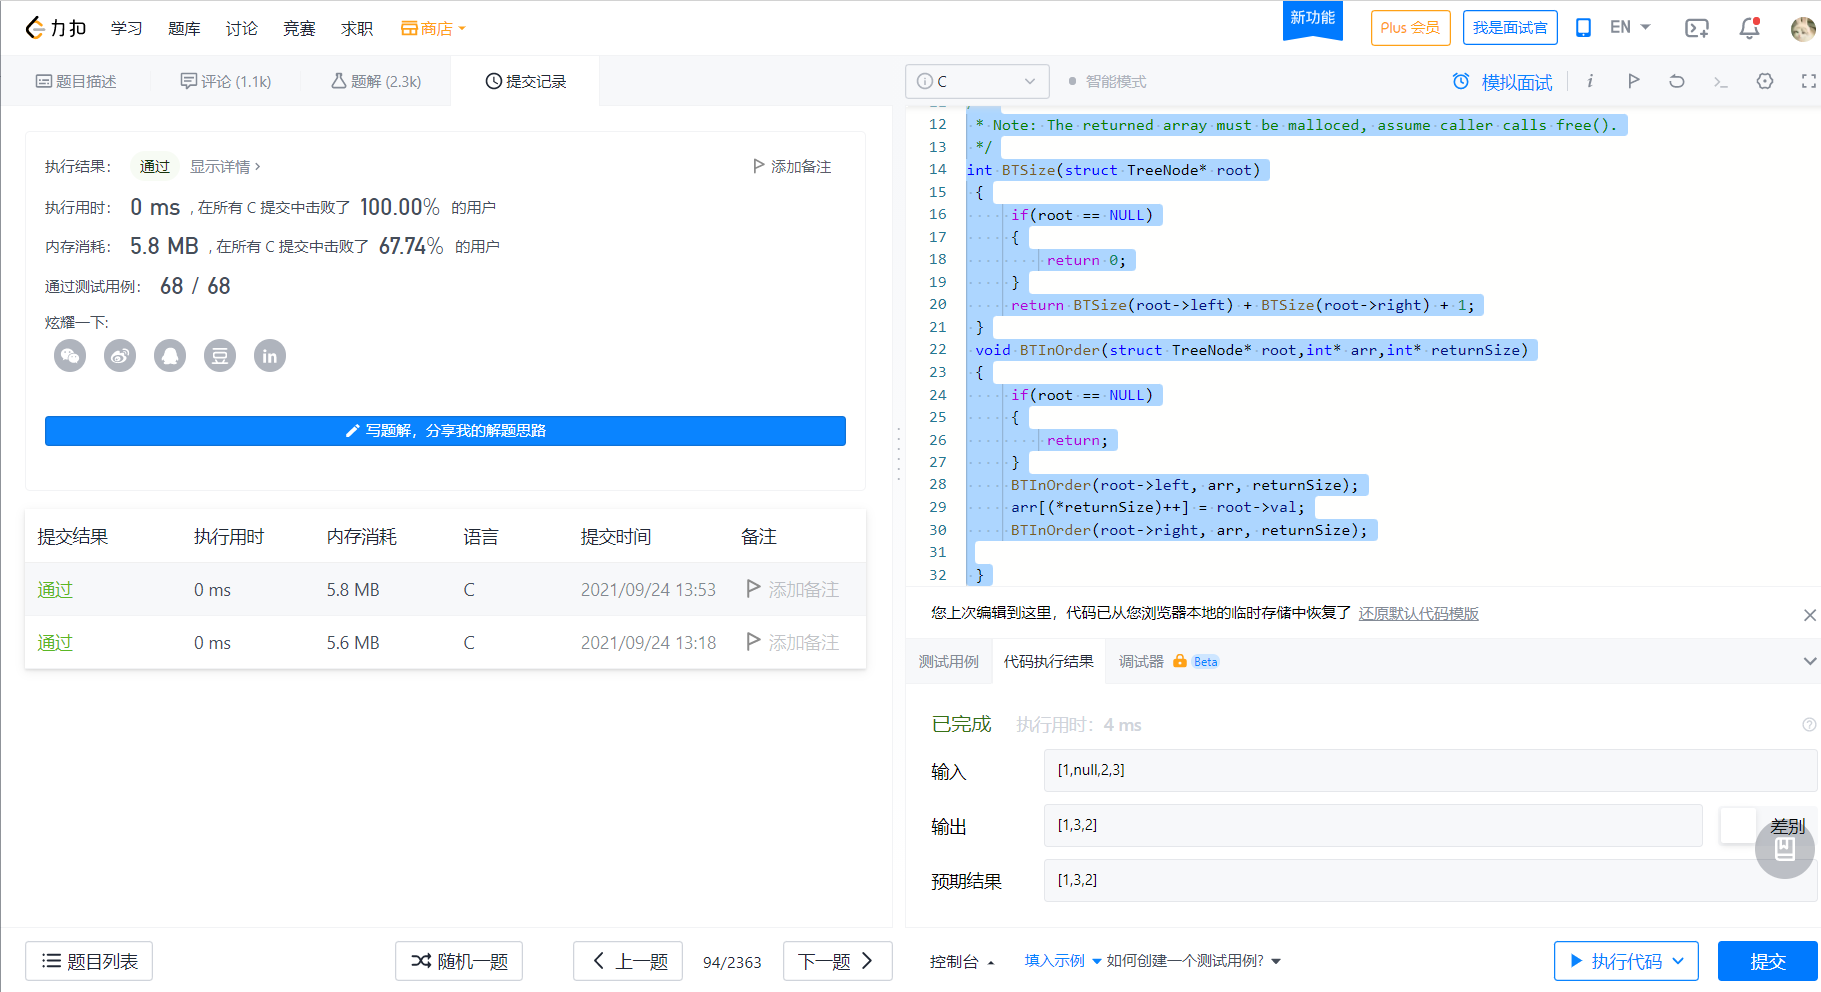 力扣 学习 题库 讨论 竞赛 求职 商店 新功能 Plus 会员 我是面试官 EN
题目描述 评论 (1.1k) 题解 (2.3k) 提交记录
执行结果： 通过 显示详情 › 添加备注
执行用时： 0 ms , 在所有 C 提交中击败了 100.00% 的用户
内存消耗： 5.8 MB , 在所有 C 提交中击败了 67.74% 的用户
通过测试用例： 68 / 68
炫耀一下:
豆 in
写题解，分享我的解题思路
提交结果 执行用时 内存消耗 语言 提交时间 备注
通过 0 ms 5.8 MB C 2021/09/24 13:53 添加备注
通过 0 ms 5.6 MB C 2021/09/24 13:18 添加备注
题目列表 随机一题 上一题 94/2363 下一题
C 智能模式 模拟面试
12 * Note: The returned array must be malloced, assume caller calls free().
13 */
14 int BTSize(struct TreeNode* root)
15 {
16 if(root == NULL)
17 {
18 return 0;
19 }
20 return BTSize(root->left) + BTSize(root->right) + 1;
21 }
22 void BTInOrder(struct TreeNode* root,int* arr,int* returnSize)
23 {
24 if(root == NULL)
25 {
26 return;
27 }
28 BTInOrder(root->left, arr, returnSize);
29 arr[(*returnSize)++] = root->val;
30 BTInOrder(root->right, arr, returnSize);
31
32 }
您上次编辑到这里，代码已从您浏览器本地的临时存储中恢复了 还原默认代码模版
测试用例 代码执行结果 调试器 Beta
已完成 执行用时：4 ms
输入 [1,null,2,3]
输出 [1,3,2] 差别
预期结果 [1,3,2]
控制台 填入示例 如何创建一个测试用例? 执行代码 提交